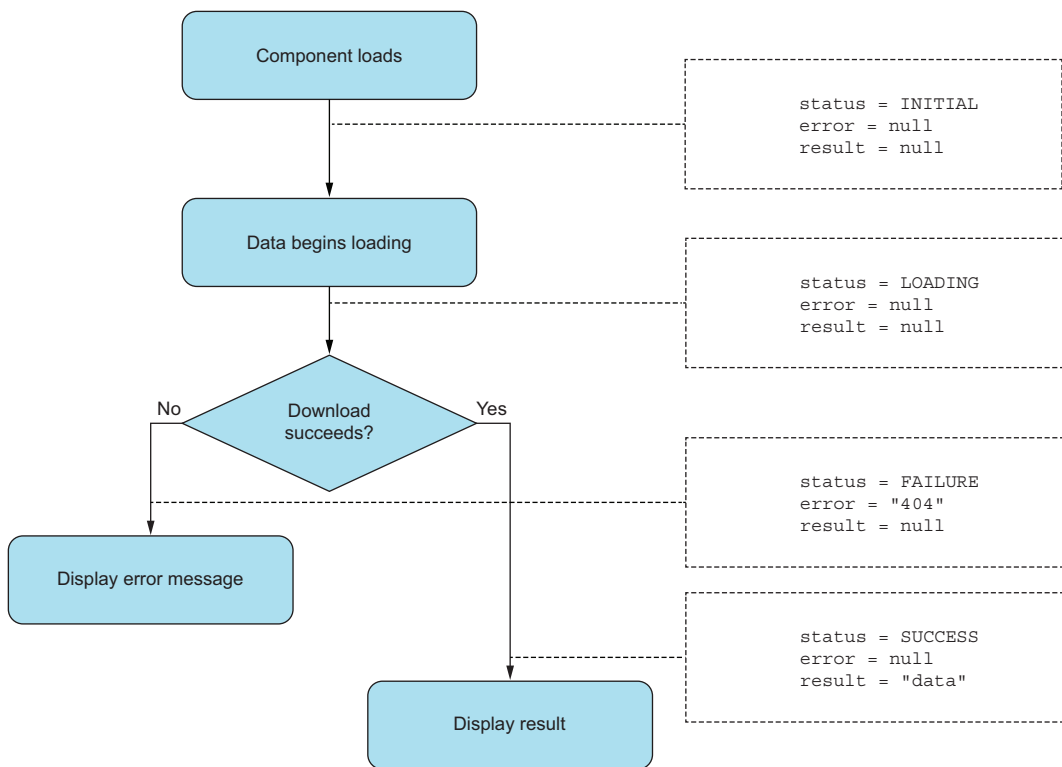 Component loads
status = INITIAL
error = null
result = null
Data begins loading
status = LOADING
error = null
result = null
No
Download
succeeds?
Yes
status = FAILURE
error = "404"
result = null
Display error message
status = SUCCESS
error = null
result = "data"
Display result